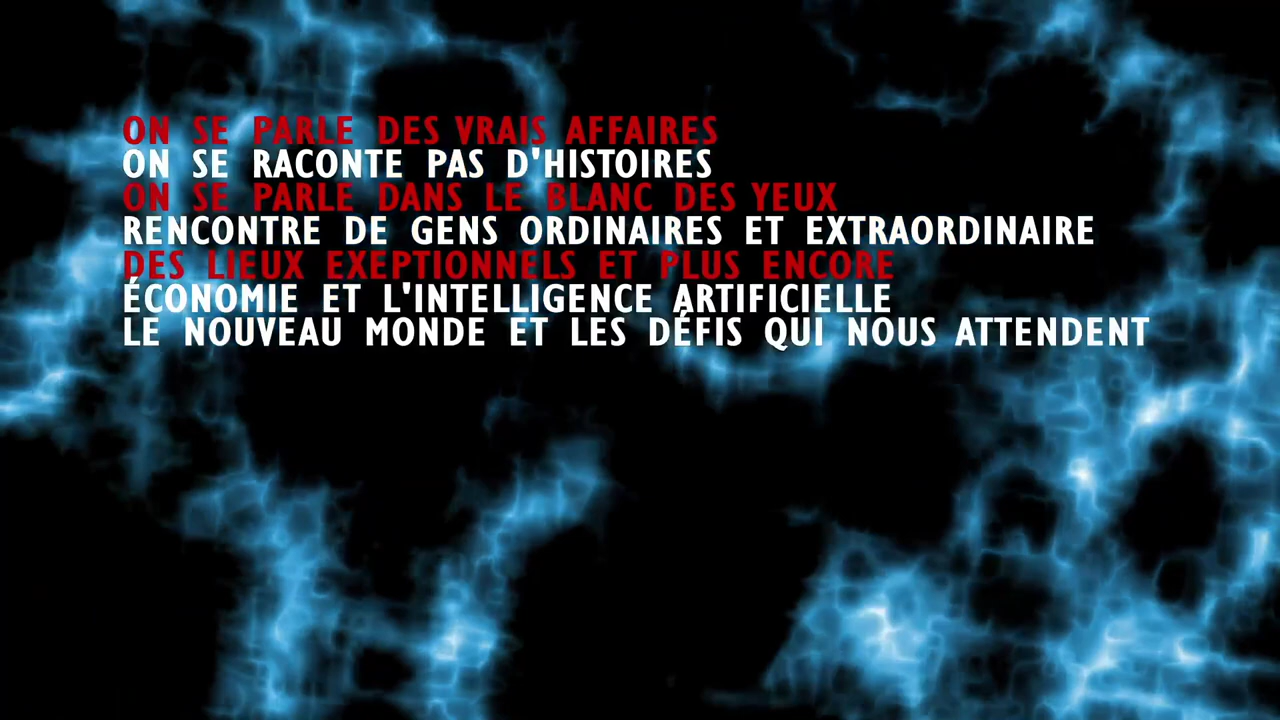 ON SE PARLE DES VRAIS AFFAIRES
ON SE RACONTE PAS D'HISTOIRES
ON SE PARLE DANS LE BLANC DES YEUX
RENCONTRE DE GENS ORDINAIRES ET EXTRAORDINAIRE
DES LIEUX EXEPTIONNELS ET PLUS ENCORE
ÉCONOMIE ET L'INTELLIGENCE ARTIFICIELLE
LE NOUVEAU MONDE ET LES DÉFIS QUI NOUS ATTENDENT